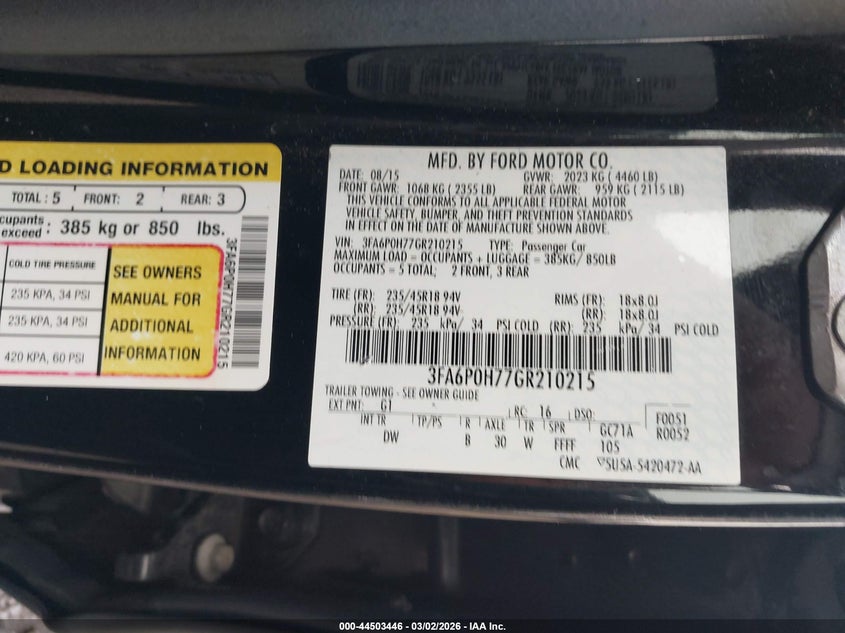 D LOADING INFORMATION
TOTAL : 5 FRONT: 2 REAR: 3
cupants
exceed : 385 kg or 850 lbs.
COLD TIRE PRESSURE
235 KPA, 34 PSI
235 KPA, 34 PSI
420 KPA, 60 PSI
SEE OWNERS
MANUAL FOR
ADDITIONAL
INFORMATION
3FA6P0H77GR210215
MFD. BY FORD MOTOR CO.
DATE: 08/15 GVWR: 2023 KG ( 4460 LB)
FRONT GAWR: 1068 KG ( 2355 LB) REAR GAWR: 959 KG ( 2115 LB)
THIS VEHICLE CONFORMS TO ALL APPLICABLE FEDERAL MOTOR
VEHICLE SAFETY, BUMPER, AND THEFT PREVENTION STANDARDS
IN EFFECT ON THE DATE OF MANUFACTURE SHOWN ABOVE.
VIN: 3FA6P0H77GR210215 TYPE: Passenger Car
MAXIMUM LOAD = OCCUPANTS + LUGGAGE = 385KG/ 850LB
OCCUPANTS = 5 TOTAL; 2 FRONT, 3 REAR
TIRE (FR): 235/45R18 94V RIMS (FR): 18x8.0J
(RR): 235/45R18 94V (RR): 18x8.0J
PRESSURE (FR): 235 kPa/ 34 PSI COLD (RR): 235 kPa/ 34 PSI COLD
3FA6P0H77GR210215
TRAILER TOWING - SEE OWNER GUIDE
EXT PNT: G1 RC: 16 DSO: F0051
INT TR TP/PS R AXLE TR SPR GC71A R0052
DW B 30 W FFFF 105
CMC 5USA-5420472-AA
000-44503446 - 03/02/2026 - IAA Inc.